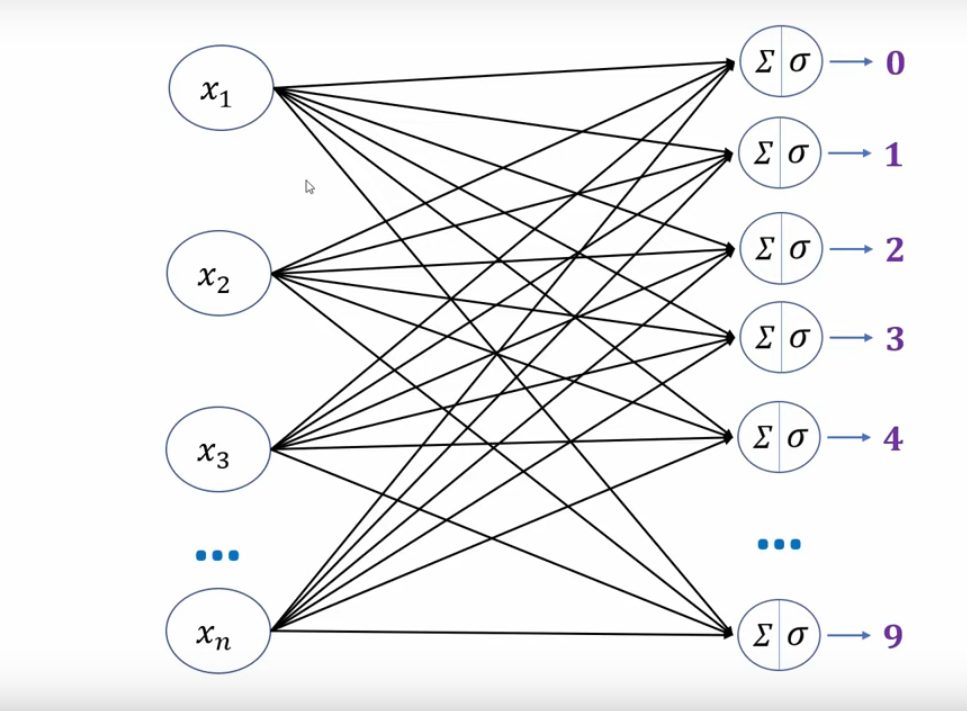 x₁
x₂
x₃
...
xₙ
Σ σ 0
Σ σ 1
Σ σ 2
Σ σ 3
Σ σ 4
...
Σ σ 9